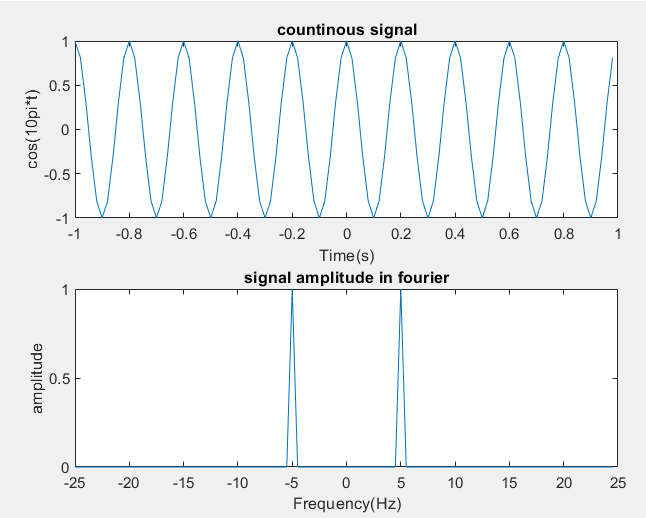 countinous signal
1
0.5
0
-0.5
-1
cos(10pi*t)
-1 -0.8 -0.6 -0.4 -0.2 0 0.2 0.4 0.6 0.8 1
Time(s)
signal amplitude in fourier
1
0.5
0
amplitude
-25 -20 -15 -10 -5 0 5 10 15 20 25
Frequency(Hz)